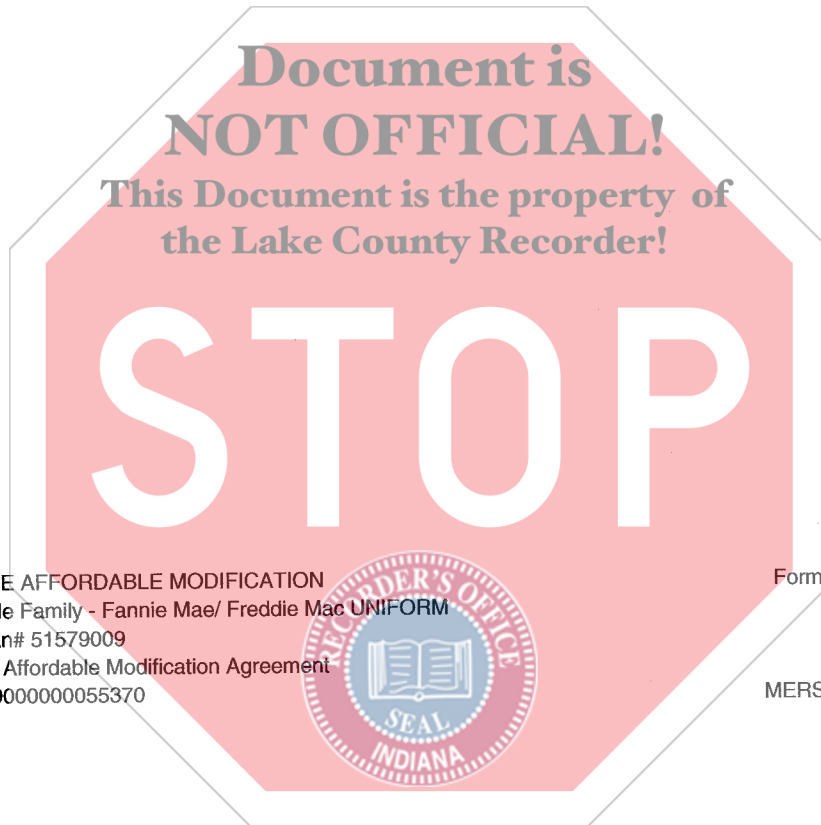 Document is
NOT OFFICIAL!
This Document is the property of
the Lake County Recorder!
STOP
E AFFORDABLE MODIFICATION
Form
le Family - Fannie Mae/ Freddie Mac UNIFORM
n# 51579009
Affordable Modification Agreement
0000000055370
MERS
RECORDER'S OFFICE
SEAL
INDIANA